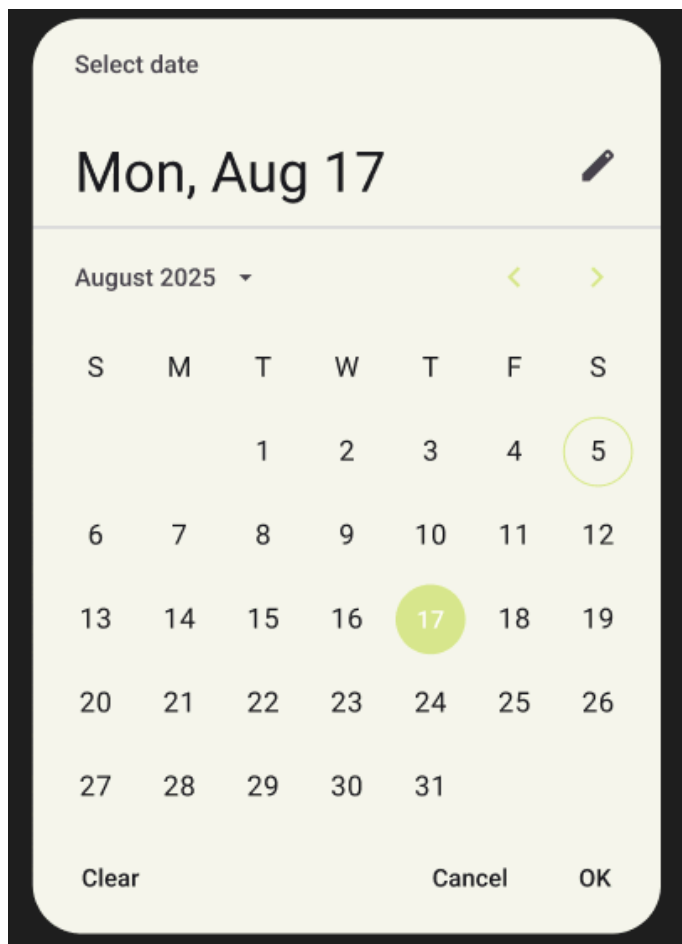 Select date
Mon, Aug 17
August 2025
S M T W T F S
1 2 3 4 5
6 7 8 9 10 11 12
13 14 15 16 17 18 19
20 21 22 23 24 25 26
27 28 29 30 31
Clear Cancel OK